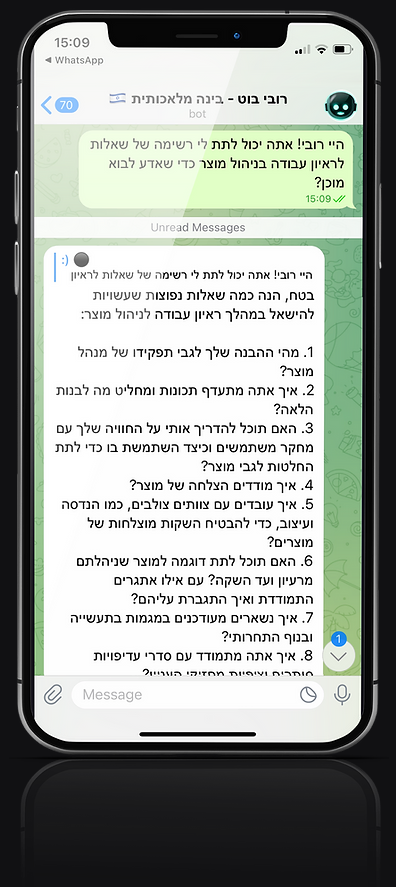 15:09
WhatsApp
70
רובי בוט - בינה מלאכותית
bot
היי רובי! אתה יכול לתת לי רשימה של שאלות
לראיון עבודה בניהול מוצר כדי שאדע לבוא
מוכן?
15:09
Unread Messages
:)
היי רובי! אתה יכול לתת לי רשימה של שאלות לראיון
בטח, הנה כמה שאלות נפוצות שעשויות
להישאל במהלך ראיון עבודה לניהול מוצר:
1. מהי ההבנה שלך לגבי תפקידו של מנהל
מוצר?
2. איך אתה מתעדף תכונות ומחליט מה לבנות
הלאה?
3. האם תוכל להדריך אותי על החוויה שלך עם
מחקר משתמשים וכיצד השתמשת בו כדי לתת
החלטות לגבי מוצר?
4. איך מודדים הצלחה של מוצר?
5. איך עובדים עם צוותים צולבים, כמו הנדסה
ועיצוב, כדי להבטיח השקות מוצלחות של
מוצרים?
6. האם תוכל לתת דוגמה למוצר שניהלתם
מרעיון ועד השקה? עם אילו אתגרים
התמודדת ואיך התגברת עליהם?
7. איך נשארים מעודכנים במגמות בתעשייה
ובנוף התחרותי?
8. איך אתה מתמודד עם סדרי עדיפויות
1
Message